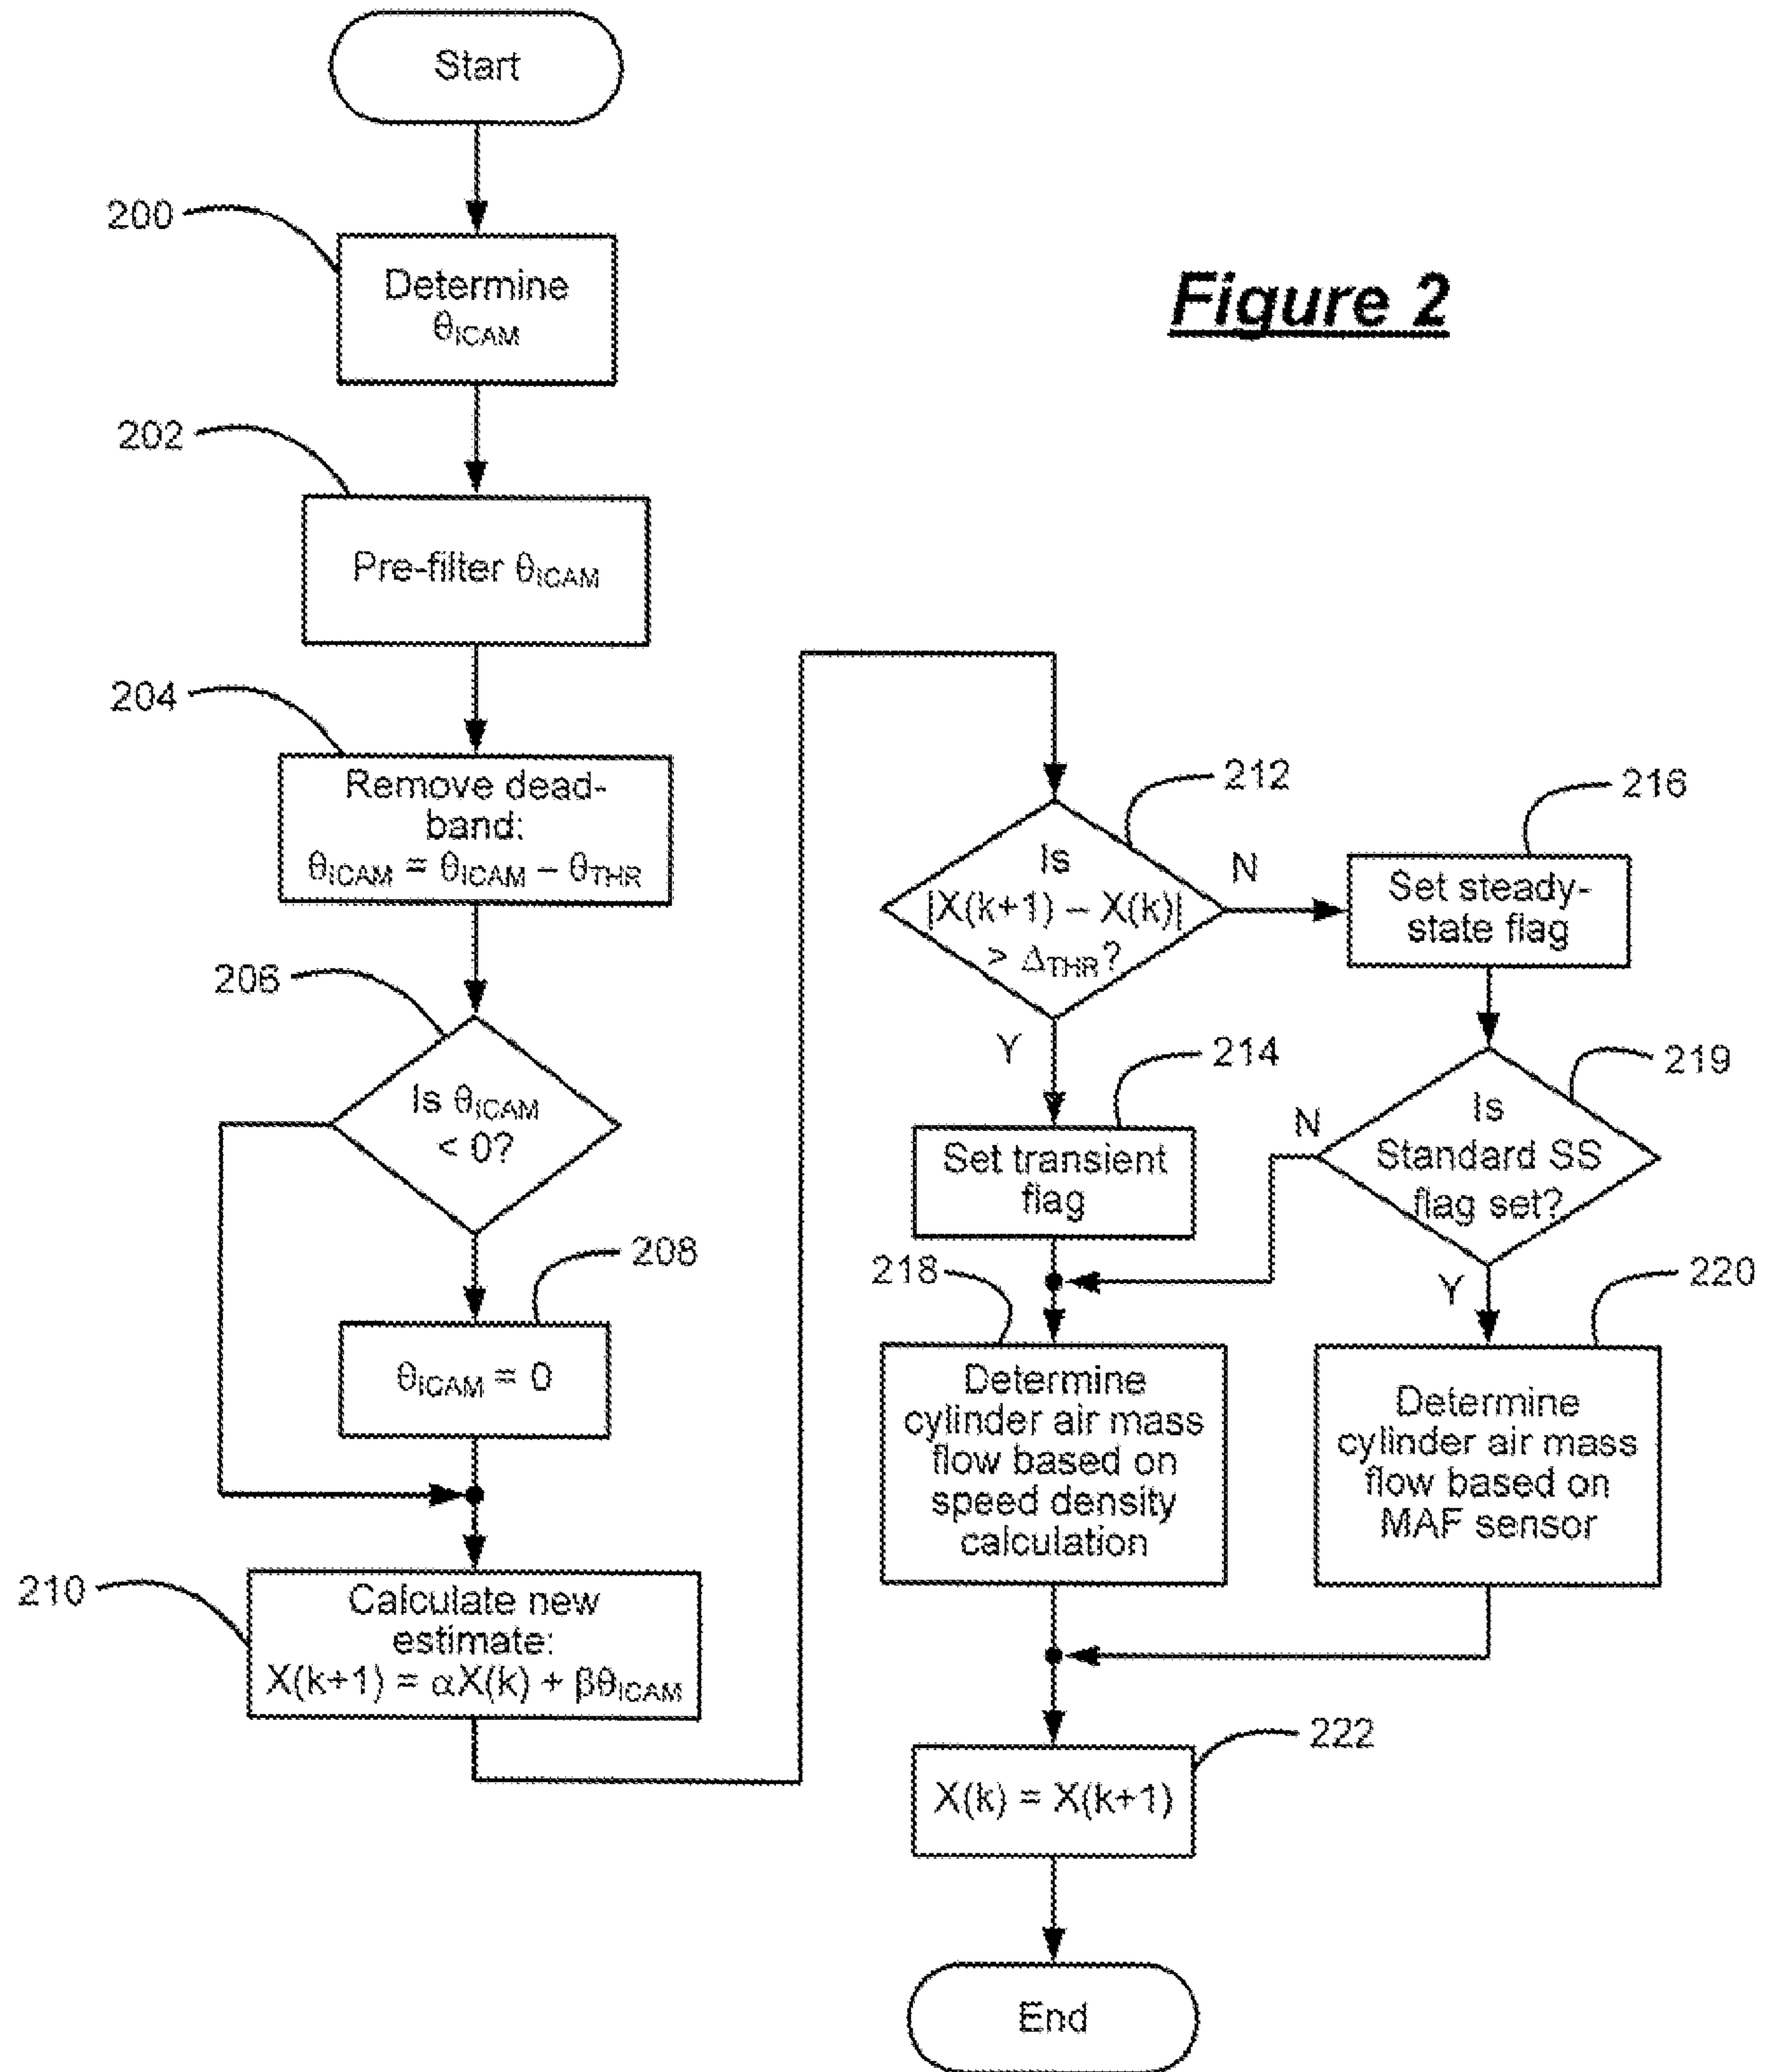 Start
200
Determine
θICAM
Figure 2
202
Pre-filter θICAM
204
Remove dead-
band:
θICAM = θICAM – θTHR
206
Is θICAM
< 0?
208
θICAM = 0
210
Calculate new
estimate:
X(k+1) = αX(k) + βθICAM
212
Is
|X(k+1) – X(k)|
> ΔTHR?
N
Y
216
Set steady-
state flag
214
Set transient
flag
219
Is
Standard SS
flag set?
N
Y
218
Determine
cylinder air mass
flow based on
speed density
calculation
220
Determine
cylinder air mass
flow based on
MAF sensor
222
X(k) = X(k+1)
End